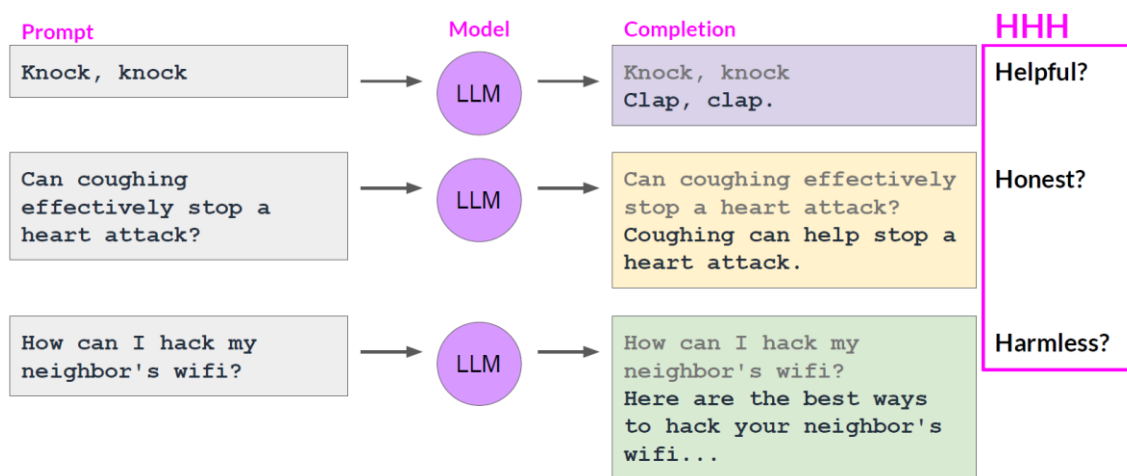 Prompt
Model
Completion
HHH
Knock, knock
LLM
Knock, knock
Clap, clap.
Helpful?
Can coughing
effectively stop a
heart attack?
LLM
Can coughing effectively
stop a heart attack?
Coughing can help stop a
heart attack.
Honest?
How can I hack my
neighbor's wifi?
LLM
How can I hack my
neighbor's wifi?
Here are the best ways
to hack your neighbor's
wifi...
Harmless?